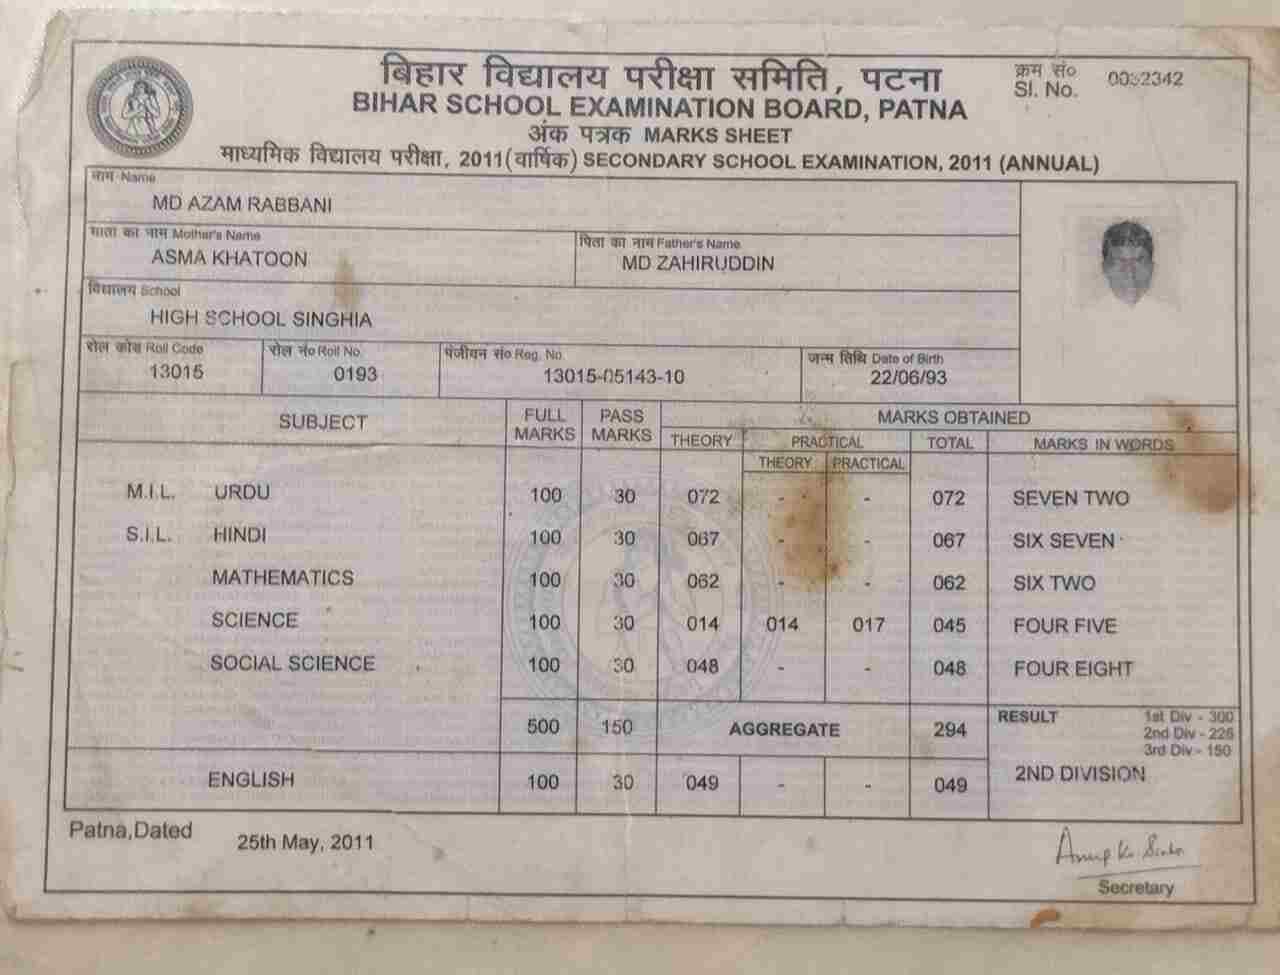 बिहार विद्यालय परीक्षा समिति, पटना
क्रम सं०
Sl. No.
BIHAR SCHOOL EXAMINATION BOARD, PATNA
अंक पत्रक MARKS SHEET
माध्यमिक विद्यालय परीक्षा, 2011(वार्षिक) SECONDARY SCHOOL EXAMINATION, 2011 (ANNUAL)
नाम Name
MD AZAM RABBANI
माता का नाम Mother's Name
ASMA KHATOON
पिता का नाम Father's Name
MD ZAHIRUDDIN
विद्यालय School
HIGH SCHOOL SINGHIA
रोल कोड Roll Code
13015
रोल नं० Roll No.
0193
पंजीयन सं० Reg. No.
13015-05143-10
जन्म तिथि Date of Birth
22/06/93
SUBJECT FULL MARKS PASS MARKS MARKS OBTAINED
THEORY PRACTICAL TOTAL MARKS IN WORDS
THEORY PRACTICAL
M.I.L. URDU 100 30 072 - - 072 SEVEN TWO
S.I.L. HINDI 100 30 067 - - 067 SIX SEVEN
MATHEMATICS 100 30 062 - - 062 SIX TWO
SCIENCE 100 30 014 014 017 045 FOUR FIVE
SOCIAL SCIENCE 100 30 048 - - 048 FOUR EIGHT
500 150 AGGREGATE 294 RESULT
1st Div - 300
2nd Div - 225
3rd Div - 150
2ND DIVISION
ENGLISH 100 30 049 - - 049
Patna,Dated 25th May, 2011
Secretary